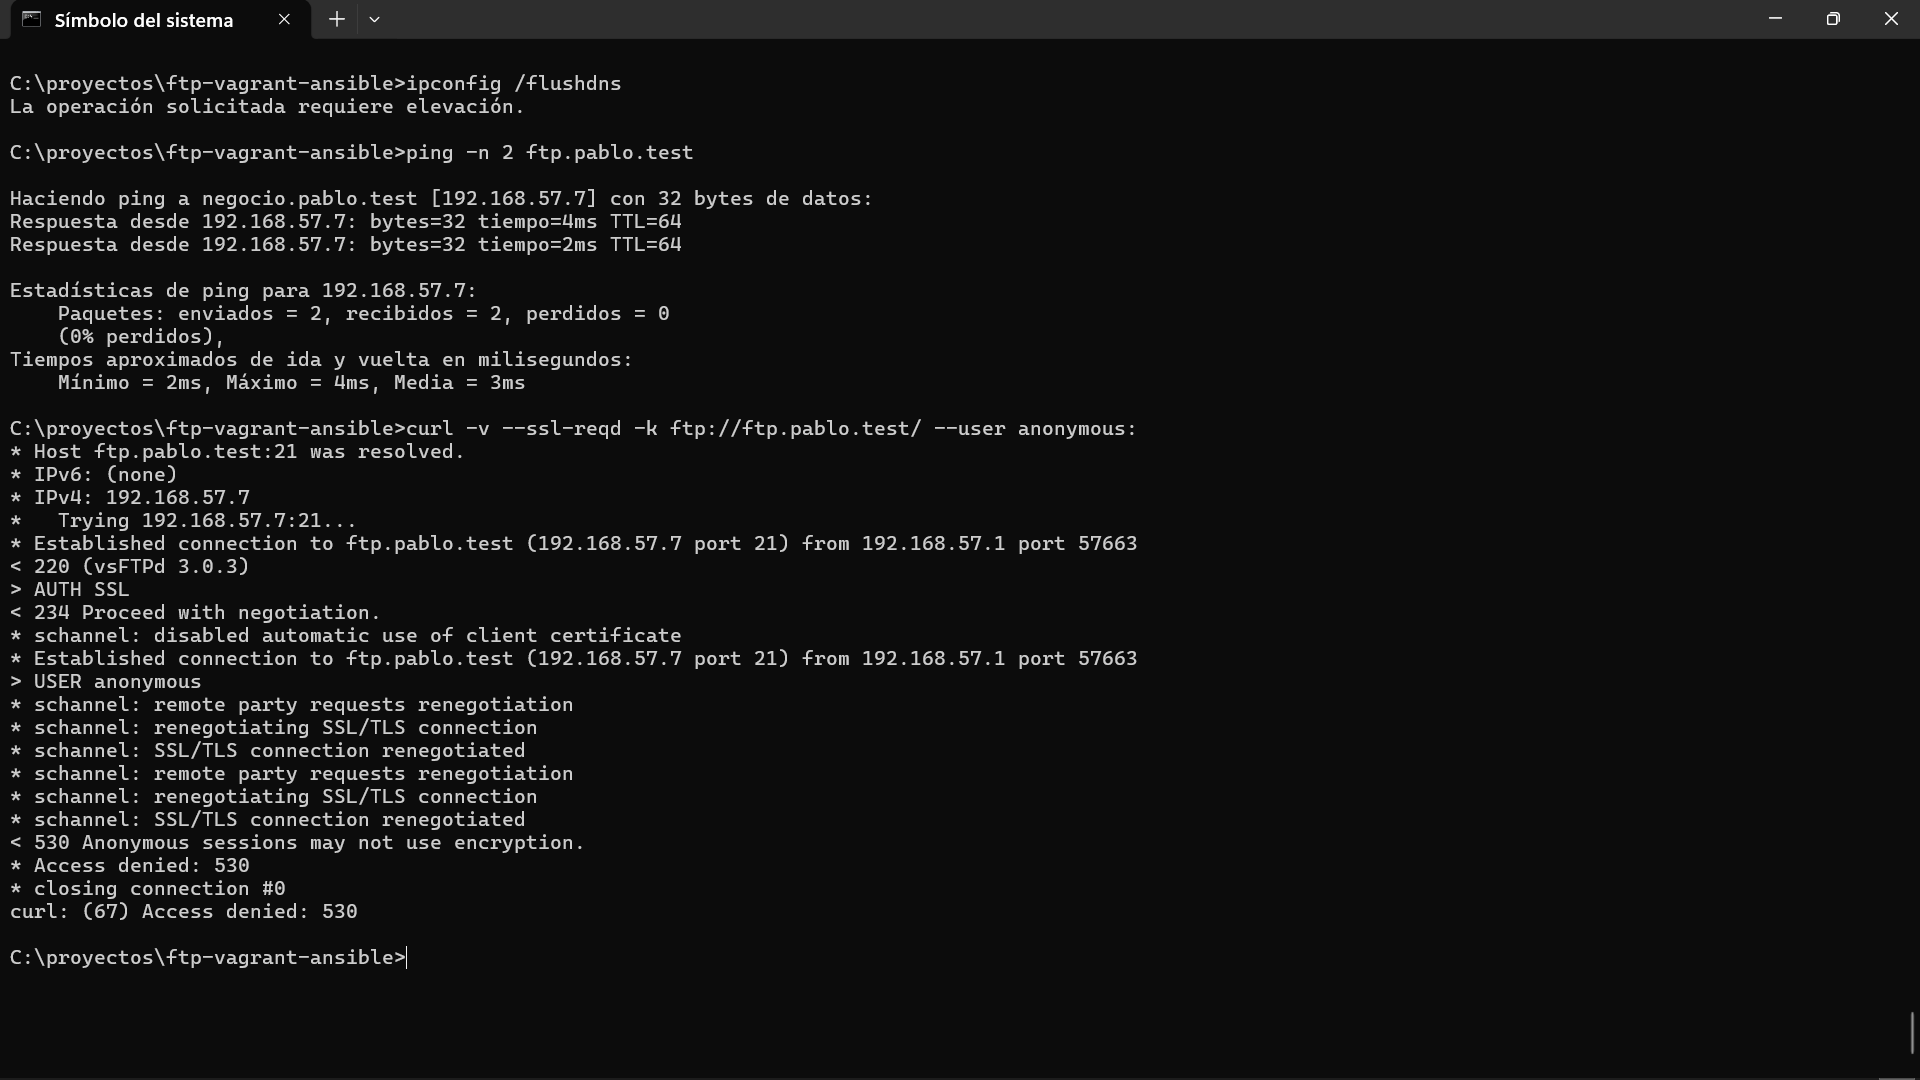 Símbolo del sistema
C:\proyectos\ftp-vagrant-ansible>ipconfig /flushdns
La operación solicitada requiere elevación.
C:\proyectos\ftp-vagrant-ansible>ping -n 2 ftp.pablo.test
Haciendo ping a negocio.pablo.test [192.168.57.7] con 32 bytes de datos:
Respuesta desde 192.168.57.7: bytes=32 tiempo=4ms TTL=64
Respuesta desde 192.168.57.7: bytes=32 tiempo=2ms TTL=64
Estadísticas de ping para 192.168.57.7:
    Paquetes: enviados = 2, recibidos = 2, perdidos = 0
    (0% perdidos),
Tiempos aproximados de ida y vuelta en milisegundos:
    Mínimo = 2ms, Máximo = 4ms, Media = 3ms
C:\proyectos\ftp-vagrant-ansible>curl -v --ssl-reqd -k ftp://ftp.pablo.test/ --user anonymous:
* Host ftp.pablo.test:21 was resolved.
* IPv6: (none)
* IPv4: 192.168.57.7
*   Trying 192.168.57.7:21...
* Established connection to ftp.pablo.test (192.168.57.7 port 21) from 192.168.57.1 port 57663
< 220 (vsFTPd 3.0.3)
> AUTH SSL
< 234 Proceed with negotiation.
* schannel: disabled automatic use of client certificate
* Established connection to ftp.pablo.test (192.168.57.7 port 21) from 192.168.57.1 port 57663
> USER anonymous
* schannel: remote party requests renegotiation
* schannel: renegotiating SSL/TLS connection
* schannel: SSL/TLS connection renegotiated
* schannel: remote party requests renegotiation
* schannel: renegotiating SSL/TLS connection
* schannel: SSL/TLS connection renegotiated
< 530 Anonymous sessions may not use encryption.
* Access denied: 530
* closing connection #0
curl: (67) Access denied: 530
C:\proyectos\ftp-vagrant-ansible>